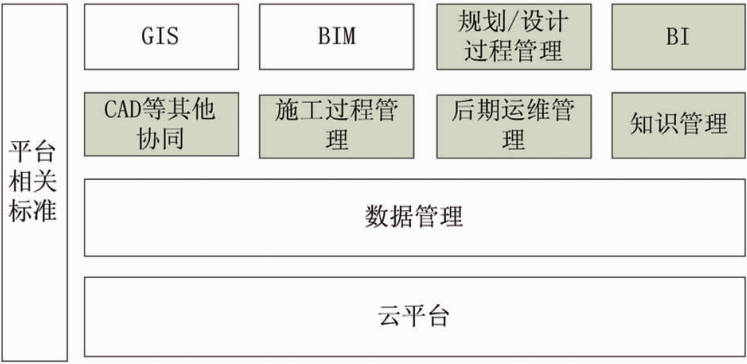 平台
相关
标准
GIS
BIM
规划/设计
过程管理
BI
CAD等其他
协同
施工过程管
理
后期运维管
理
知识管理
数据管理
云平台